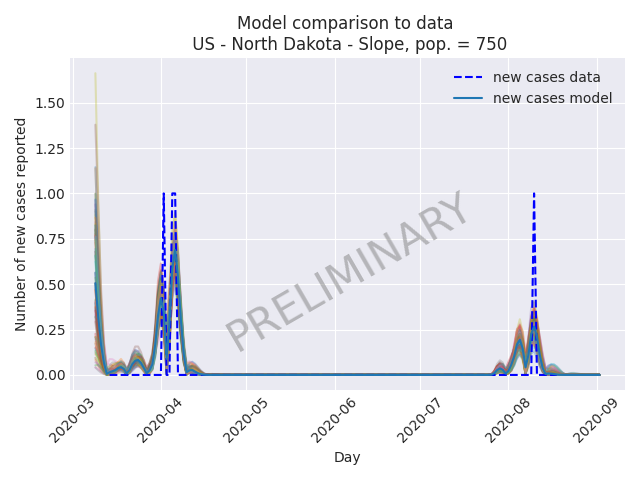 Model comparison to data
US - North Dakota - Slope, pop. = 750
new cases data
new cases model
Number of new cases reported
1.50
1.25
1.00
0.75
0.50
0.25
0.00
PRELIMINARY
2020-03
2020-04
2020-05
2020-06
2020-07
2020-08
2020-09
Day